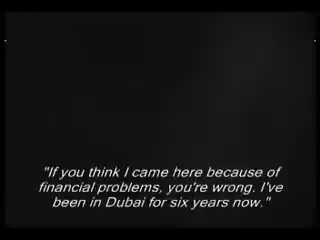 "If you think I came here because of
financial problems, you're wrong. I've
been in Dubai for six years now."